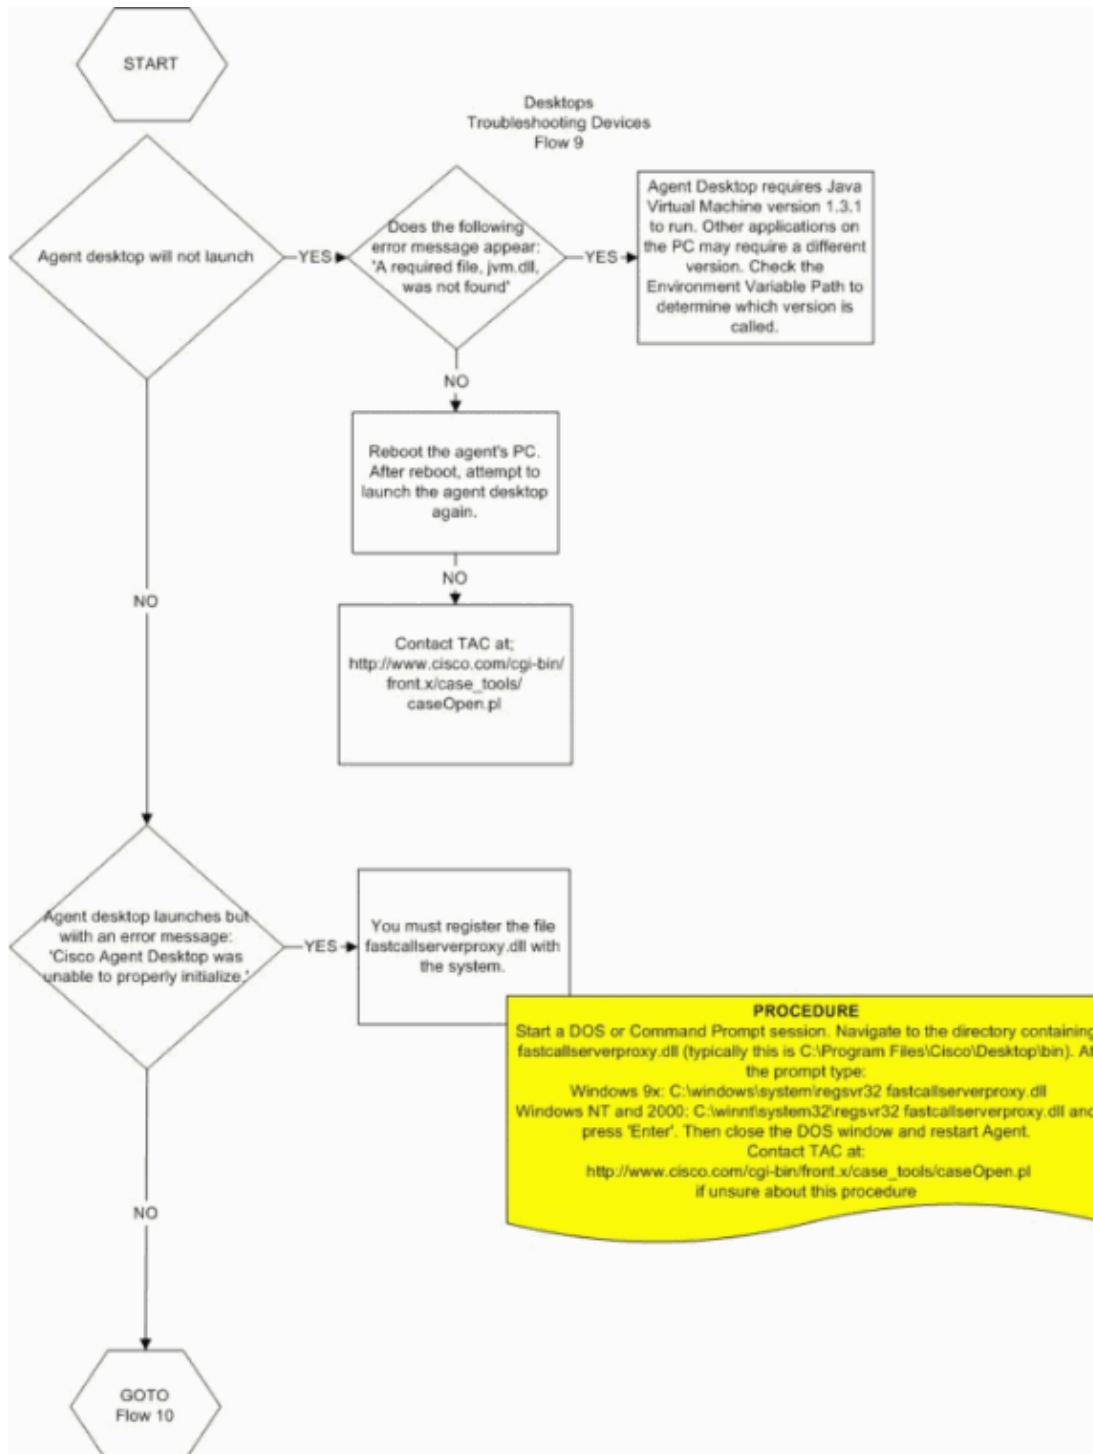 START
Desktops
Troubleshooting Devices
Flow 9
Agent desktop will not launch
YES
Does the following
error message appear:
'A required file, jvm.dll,
was not found'
YES
Agent Desktop requires Java
Virtual Machine version 1.3.1
to run. Other applications on
the PC may require a different
version. Check the
Environment Variable Path to
determine which version is
called.
NO
Reboot the agent's PC.
After reboot, attempt to
launch the agent desktop
again.
NO
Contact TAC at;
http://www.cisco.com/cgi-bin/
front.x/case_tools/
caseOpen.pl
NO
Agent desktop launches but
wiith an error message:
'Cisco Agent Desktop was
unable to properly initialize.'
YES
You must register the file
fastcallserverproxy.dll with
the system.
PROCEDURE
Start a DOS or Command Prompt session. Navigate to the directory containing
fastcallserverproxy.dll (typically this is C:\Program Files\Cisco\Desktop\bin). At
the prompt type:
Windows 9x: C:\windows\system\regsvr32 fastcallserverproxy.dll
Windows NT and 2000: C:\winnt\system32\regsvr32 fastcallserverproxy.dll and
press 'Enter'. Then close the DOS window and restart Agent.
Contact TAC at:
http://www.cisco.com/cgi-bin/front.x/case_tools/caseOpen.pl
if unsure about this procedure
NO
GOTO
Flow 10